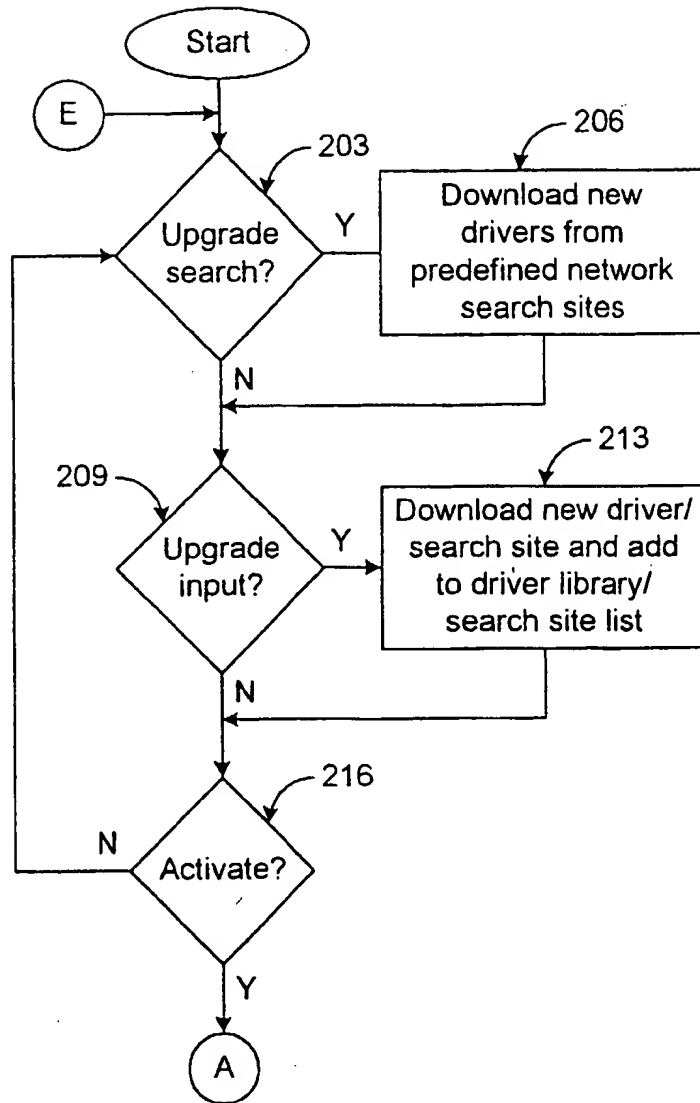 Start
E
203
206
Upgrade
search?
Y
Download new
drivers from
predefined network
search sites
N
209
213
Upgrade
input?
Y
Download new driver/
search site and add
to driver library/
search site list
N
216
N
Activate?
Y
A